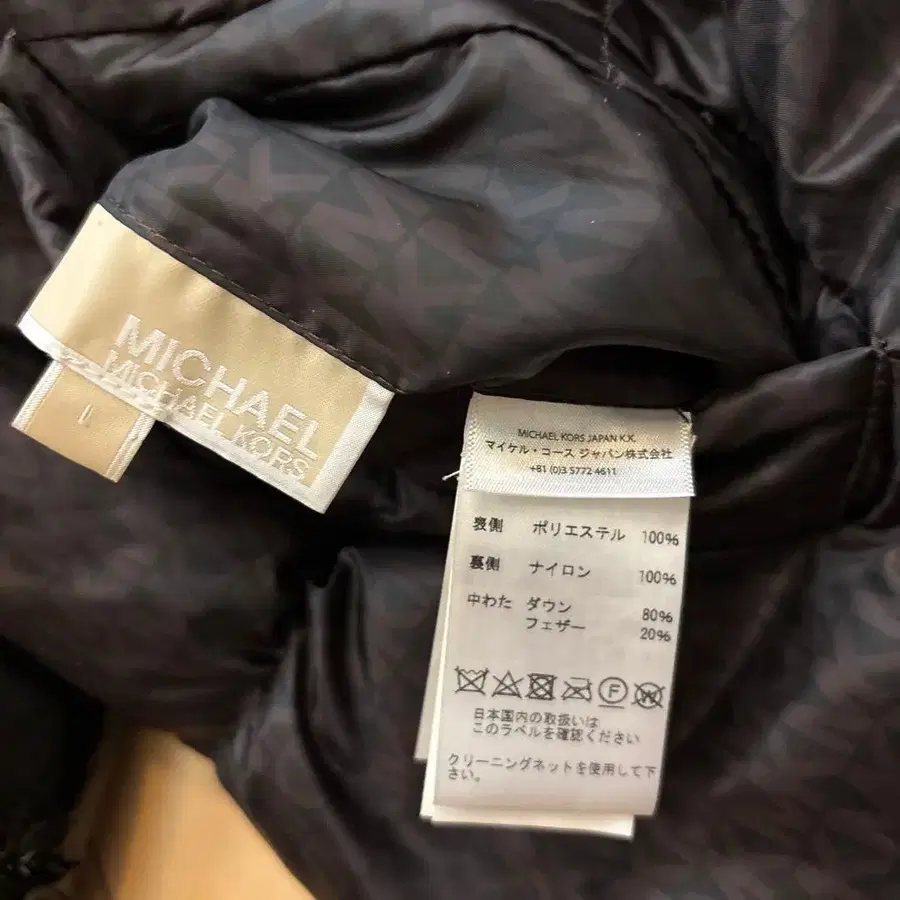 MICHAEL
MICHAEL KORS
MICHAEL KORS JAPAN K.K.
マイケル・コース ジャパン株式会社
+81 (0)3 5772 4611
表側 ポリエステル 100%
裏側 ナイロン 100%
中わた ダウン 80%
フェザー 20%
F
W
日本国内の取扱いは
このラベルを確認ください
クリーニングネットを使用して下
さい。